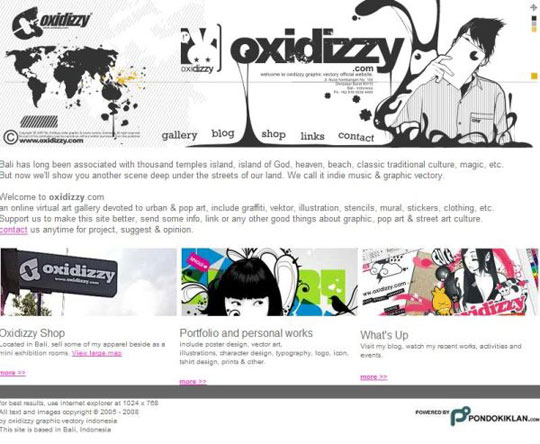 oxidizzy
oxidizzy
oxidizzy
.com
welcome to oxidizzy graphic vectory official website.
Bali - Indonesia
www.oxidizzy.com
gallery blog shop links contact
Bali has long been associated with thousand temples island, island of God, heaven, beach, classic traditional culture, magic, etc.
But now we'll show you another scene deep under the streets of our land. We call it indie music & graphic vectory.
Welcome to oxidizzy.com
an online virtual art gallery devoted to urban & pop art, include graffiti, vektor, illustration, stencils, mural, stickers, clothing, etc.
Support us to make this site better, send some info, link or any other good things about graphic, pop art & street art culture.
contact us anytime for project, suggest & opinion.
oxidizzy
www.oxidizzy.com
Oxidizzy Shop
Located in Bali, sell some of my apparel beside as a
mini exhibition rooms. View large map
more >>
Portfolio and personal works
include poster design, vector art,
illustrations, character design, typography, logo, icon,
tshirt design, prints & other.
more >>
What's Up
Visit my blog, watch my recent works, activities and
events.
more >>
for best results, use internet explorer at 1024 x 768
All text and images copyright © 2005 - 2008
by oxidizzy graphic vectory indonesia
This site is based in Bali, Indonesia
POWERED BY PONDOKIKLAN.COM